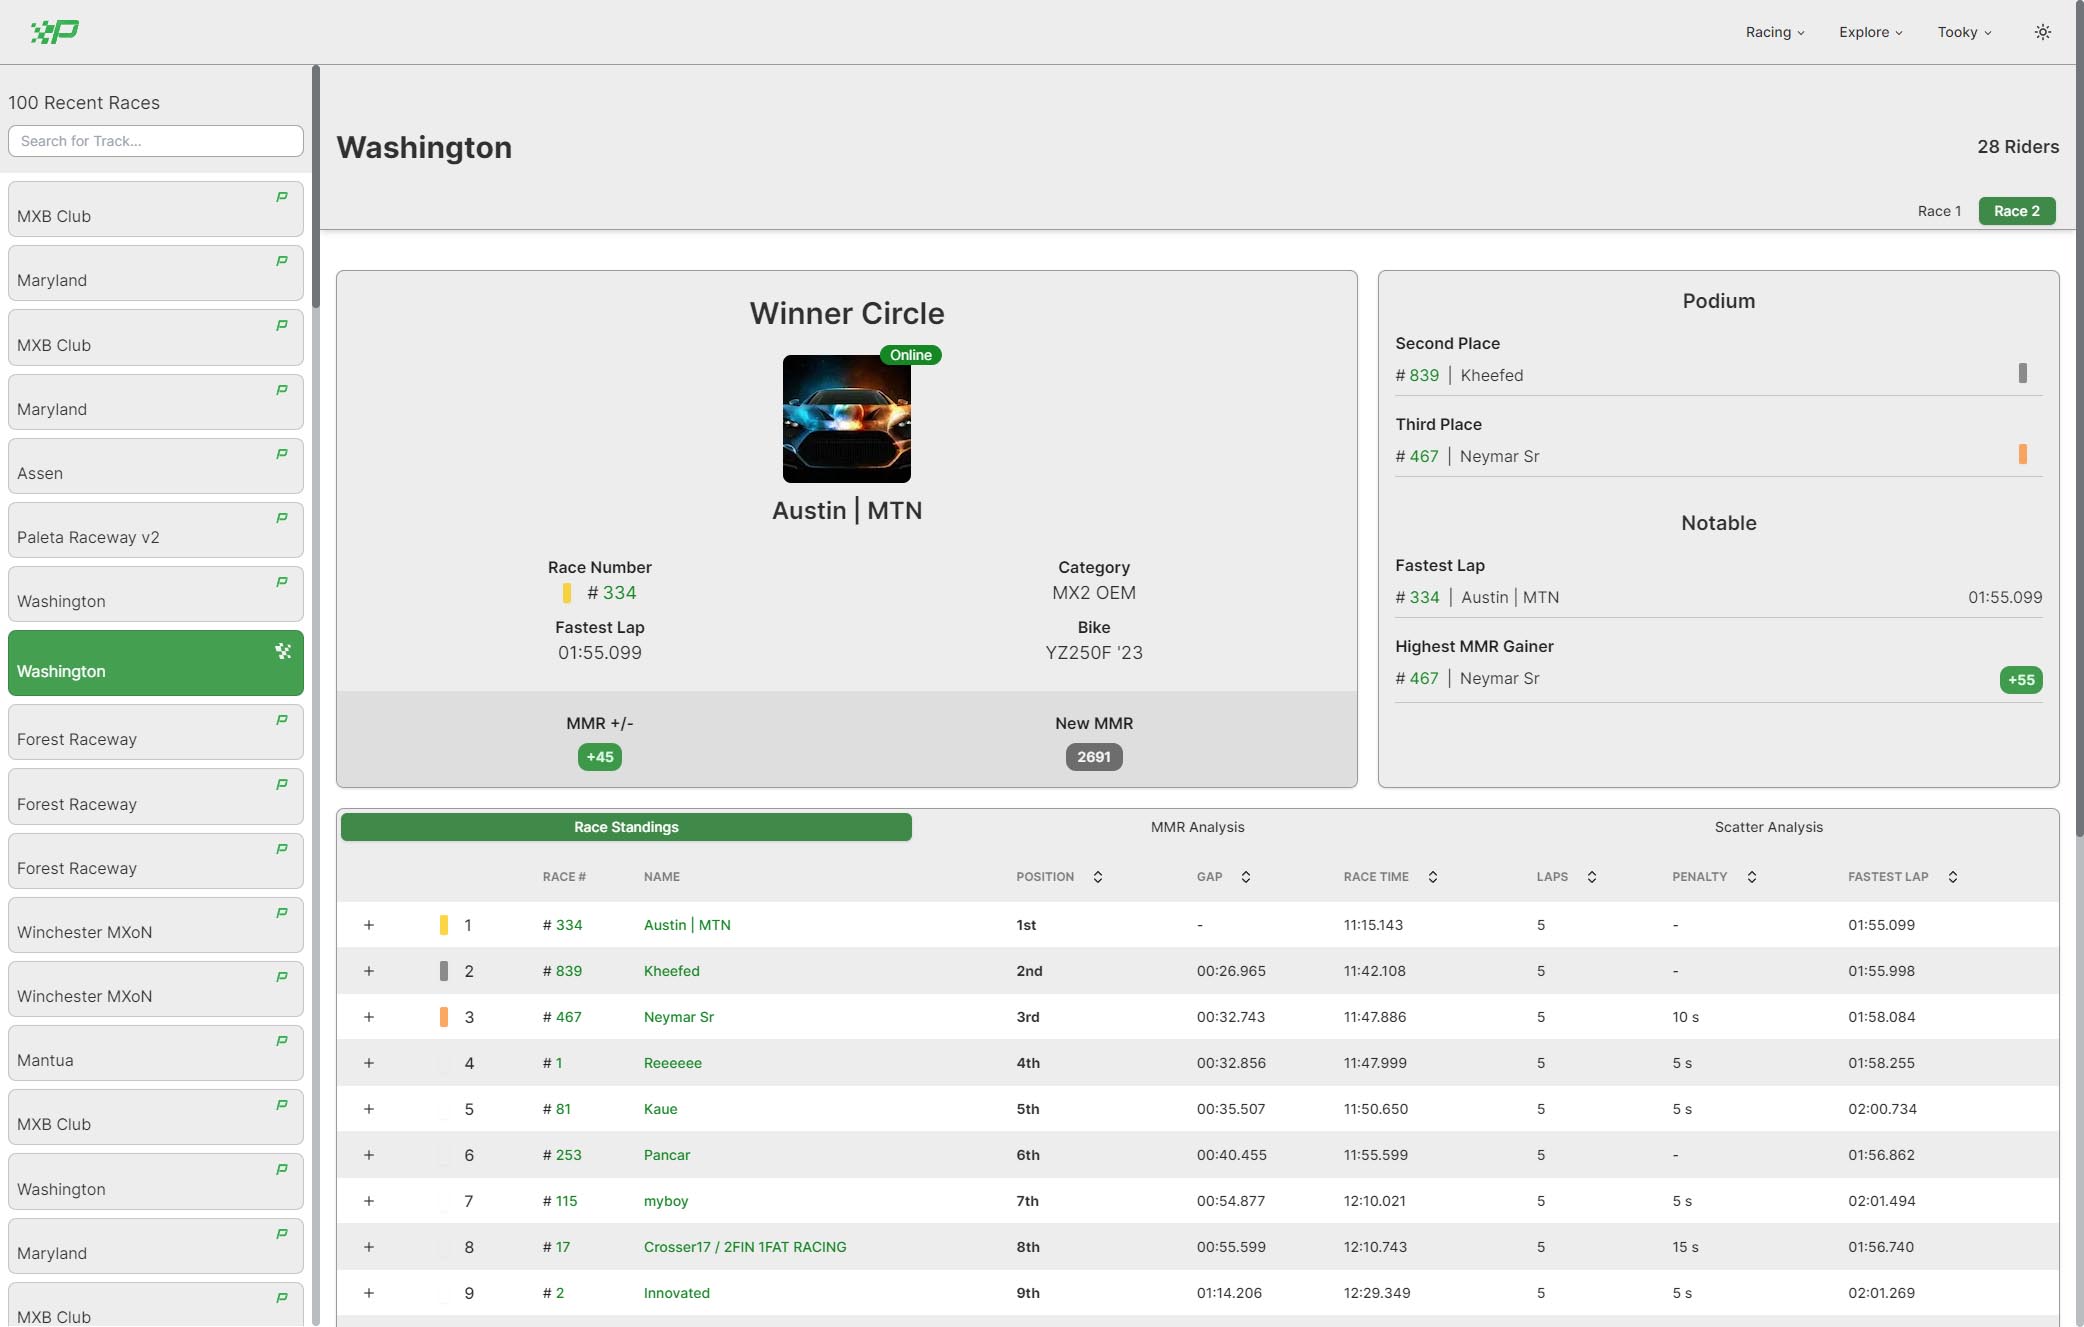 Racing
Explore
Tooky
100 Recent Races
Search for Track...
MXB Club
Maryland
MXB Club
Maryland
Assen
Paleta Raceway v2
Washington
Washington
Forest Raceway
Forest Raceway
Forest Raceway
Winchester MXoN
Winchester MXoN
Mantua
MXB Club
Washington
Maryland
MXB Club
Washington
28 Riders
Race 1 Race 2
Winner Circle
Online
Austin | MTN
Race Number
# 334
Category
MX2 OEM
Fastest Lap
01:55.099
Bike
YZ250F '23
MMR +/-
+45
New MMR
2691
Podium
Second Place
# 839 | Kheefed
Third Place
# 467 | Neymar Sr
Notable
Fastest Lap
# 334 | Austin | MTN 01:55.099
Highest MMR Gainer
# 467 | Neymar Sr +55
Race Standings MMR Analysis Scatter Analysis
RACE # NAME POSITION GAP RACE TIME LAPS PENALTY FASTEST LAP
+ 1 # 334 Austin | MTN 1st - 11:15.143 5 - 01:55.099
+ 2 # 839 Kheefed 2nd 00:26.965 11:42.108 5 - 01:55.998
+ 3 # 467 Neymar Sr 3rd 00:32.743 11:47.886 5 10 s 01:58.084
+ 4 # 1 Reeeeee 4th 00:32.856 11:47.999 5 5 s 01:58.255
+ 5 # 81 Kaue 5th 00:35.507 11:50.650 5 5 s 02:00.734
+ 6 # 253 Pancar 6th 00:40.455 11:55.599 5 - 01:56.862
+ 7 # 115 myboy 7th 00:54.877 12:10.021 5 5 s 02:01.494
+ 8 # 17 Crosser17 / 2FIN 1FAT RACING 8th 00:55.599 12:10.743 5 15 s 01:56.740
+ 9 # 2 Innovated 9th 01:14.206 12:29.349 5 5 s 02:01.269